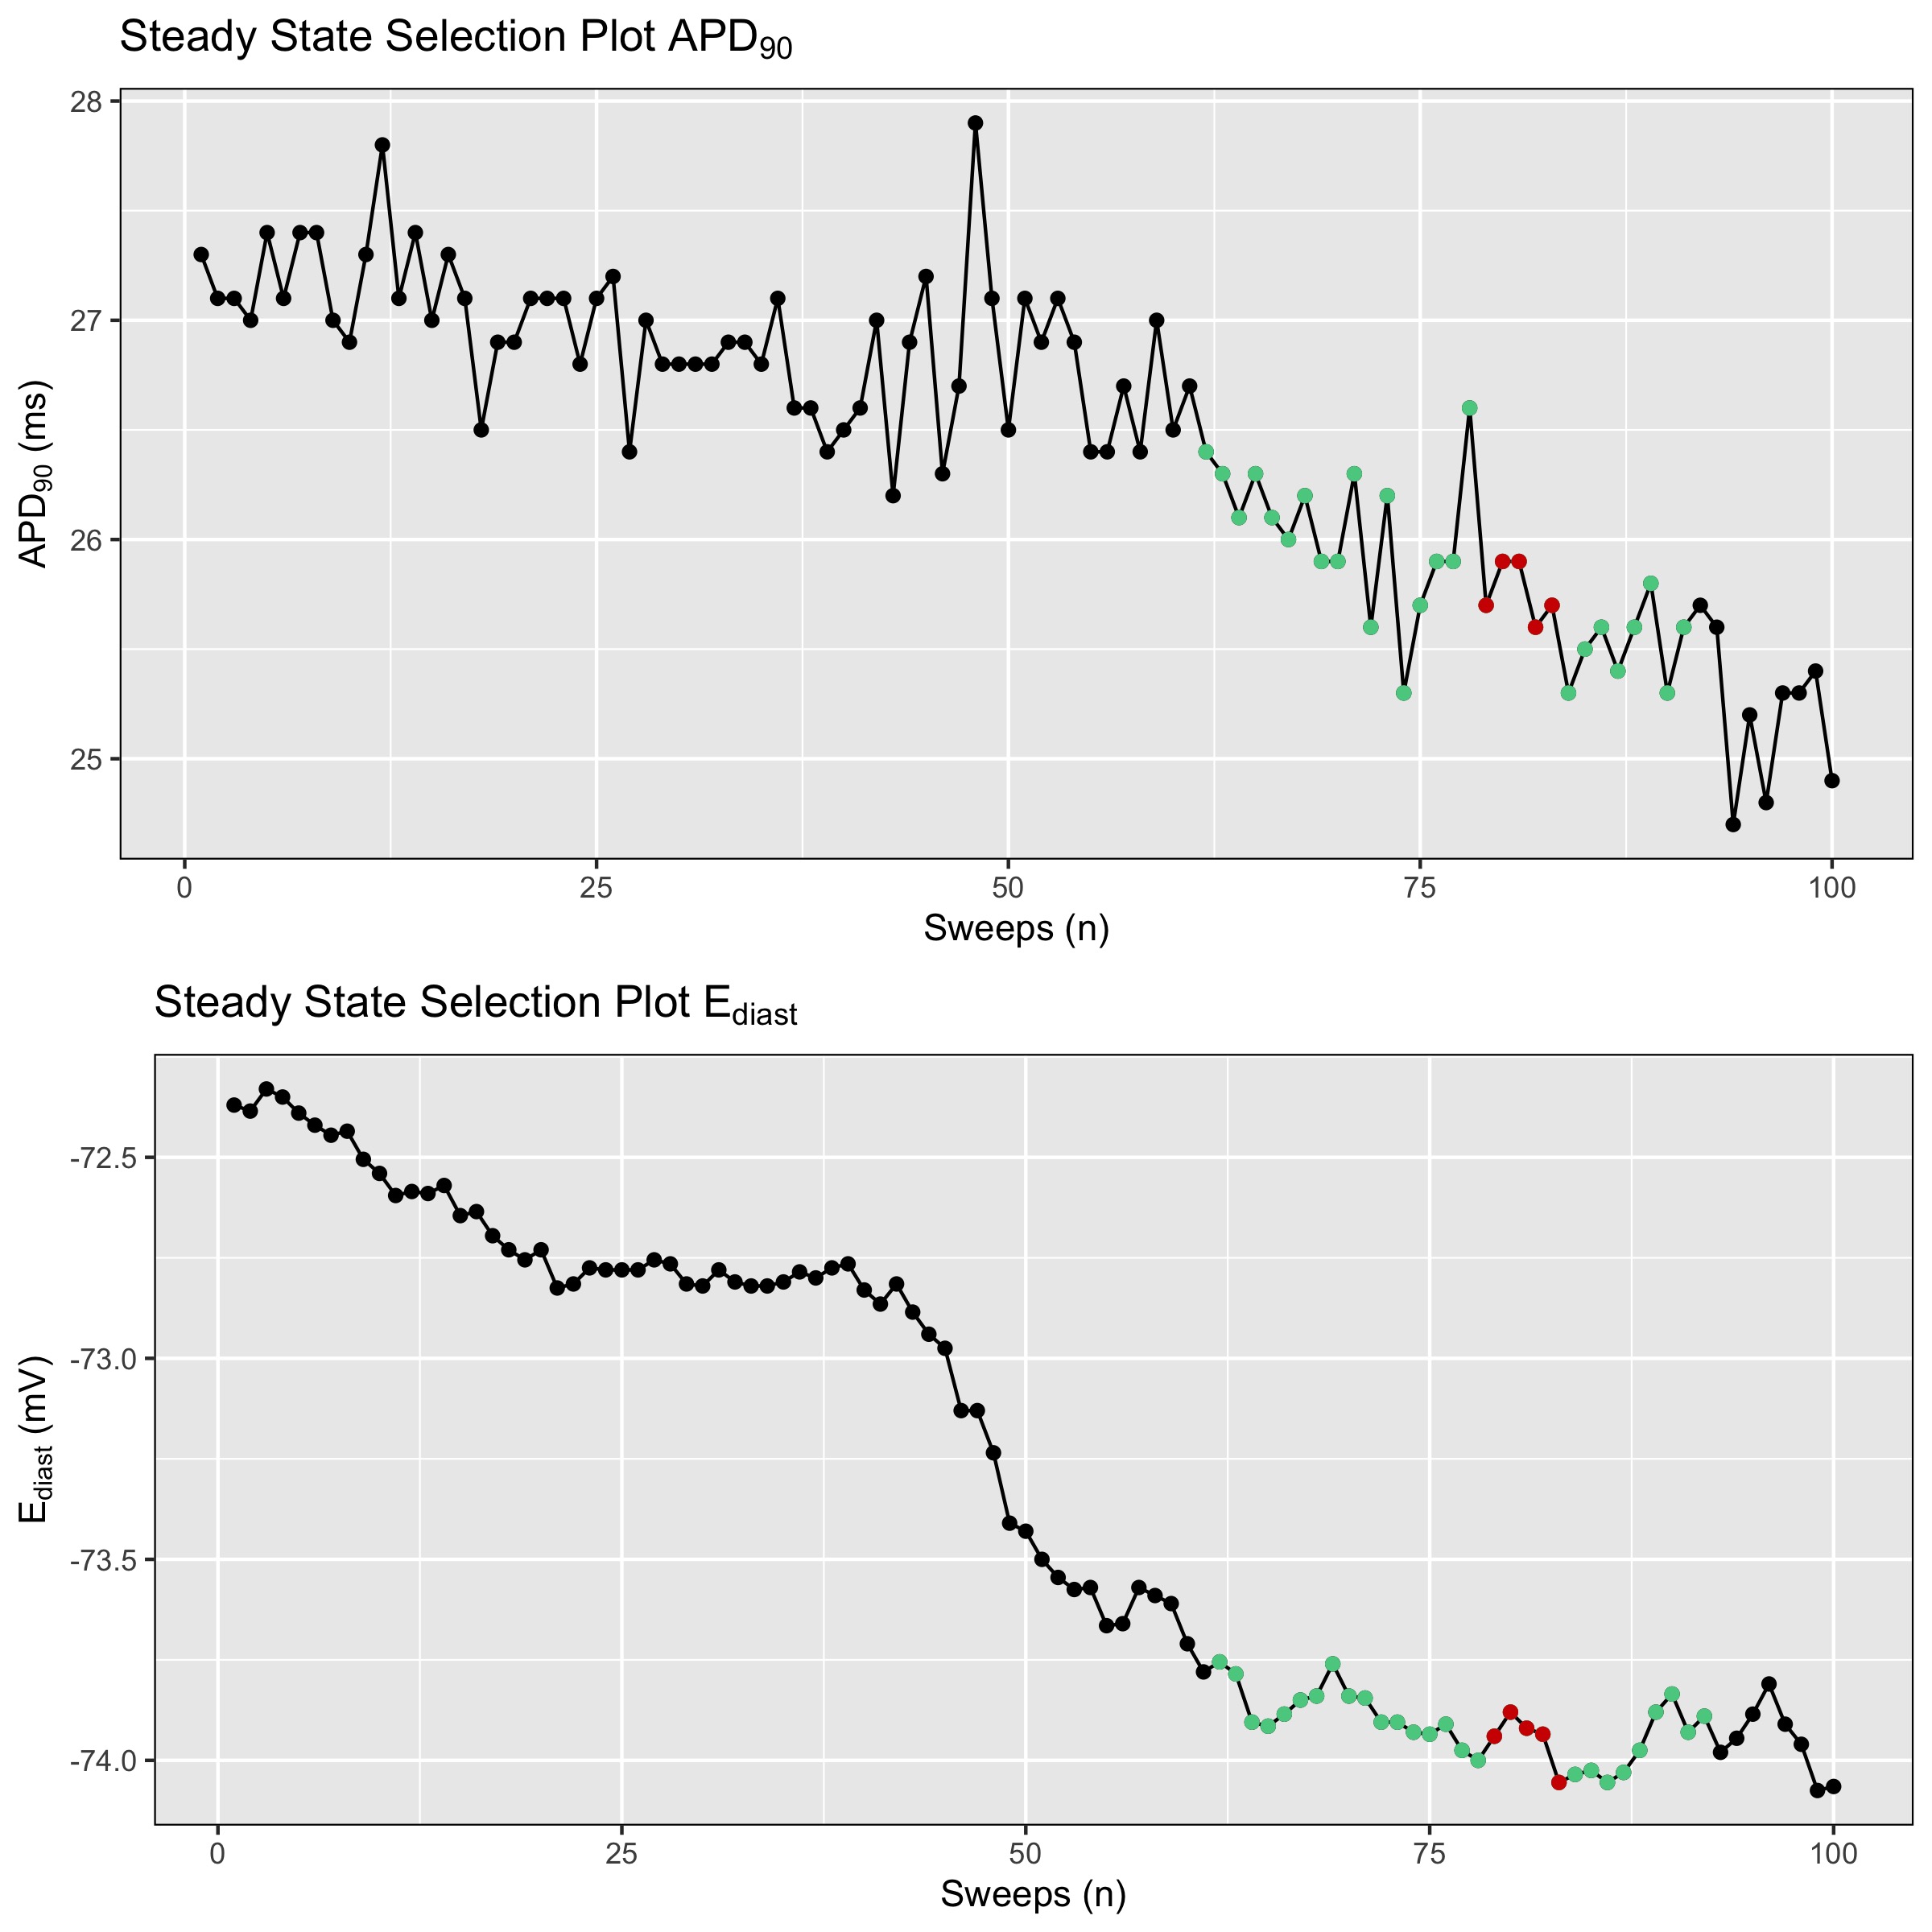 Steady State Selection Plot APD90
28
27
26
25
APD90 (ms)
0 25 50 75 100
Sweeps (n)
Steady State Selection Plot Ediast
-72.5
-73.0
-73.5
-74.0
Ediast (mV)
0 25 50 75 100
Sweeps (n)